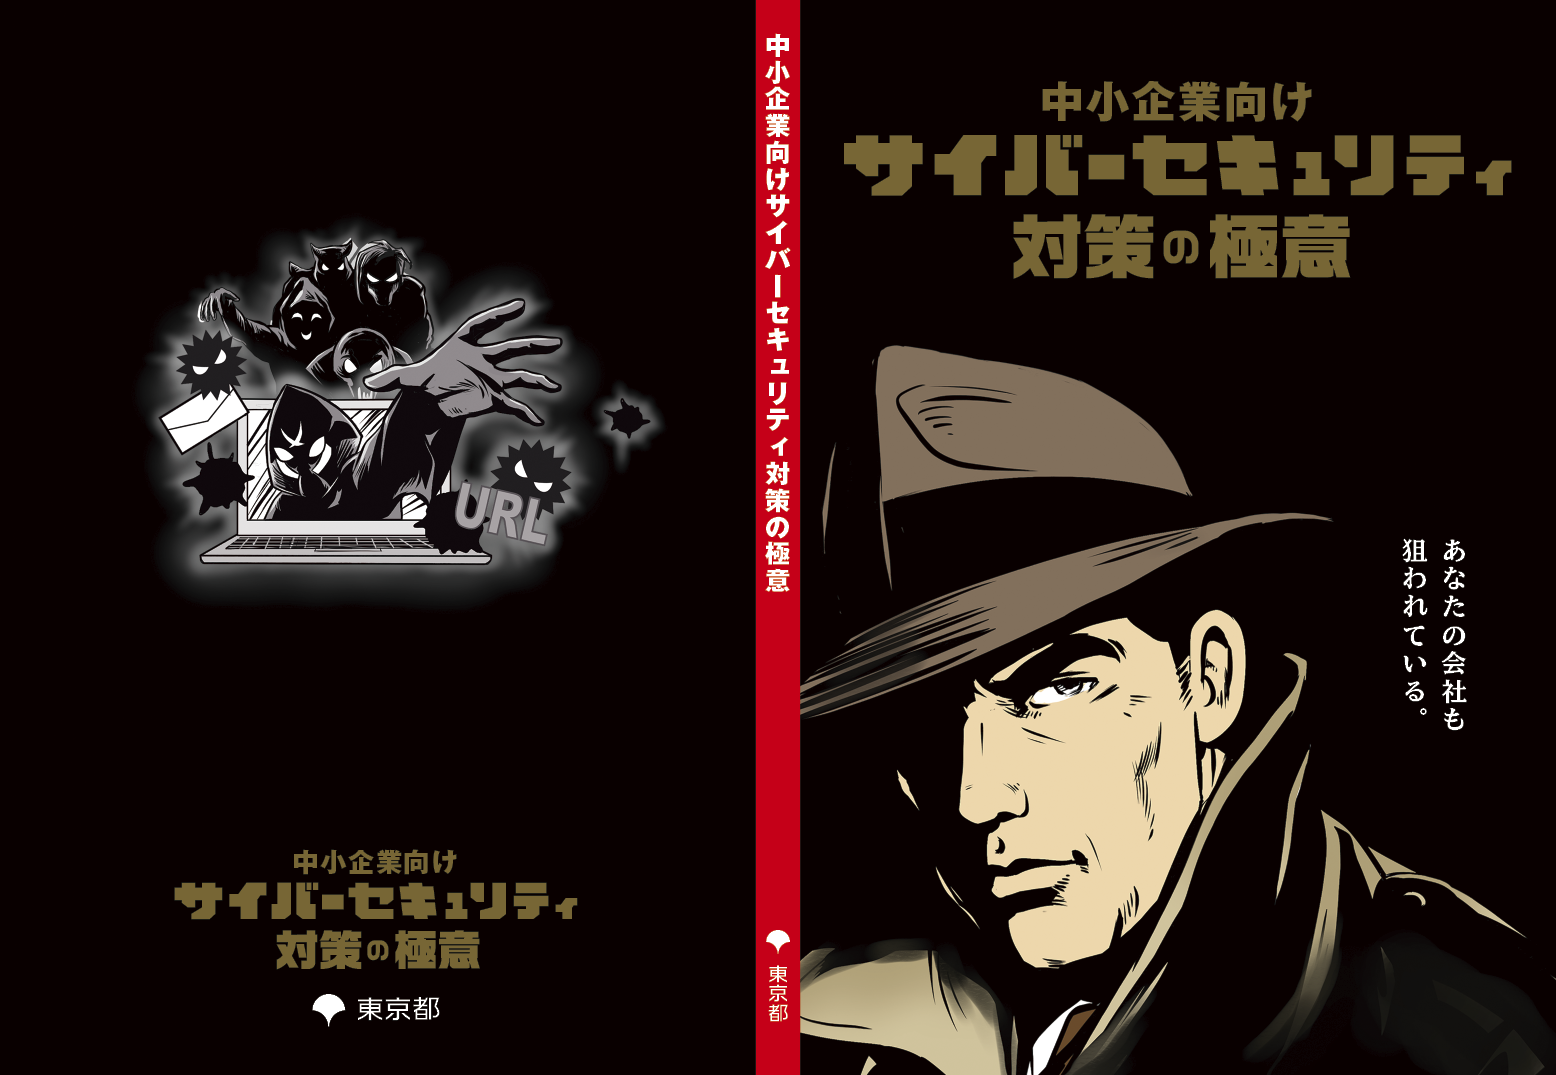 中小企業向け
サイバーセキュリティ
対策の極意
あなたの会社も
狙われている。
中小企業向けサイバーセキュリティ対策の極意
東京都
URL
中小企業向け
サイバーセキュリティ
対策の極意
東京都